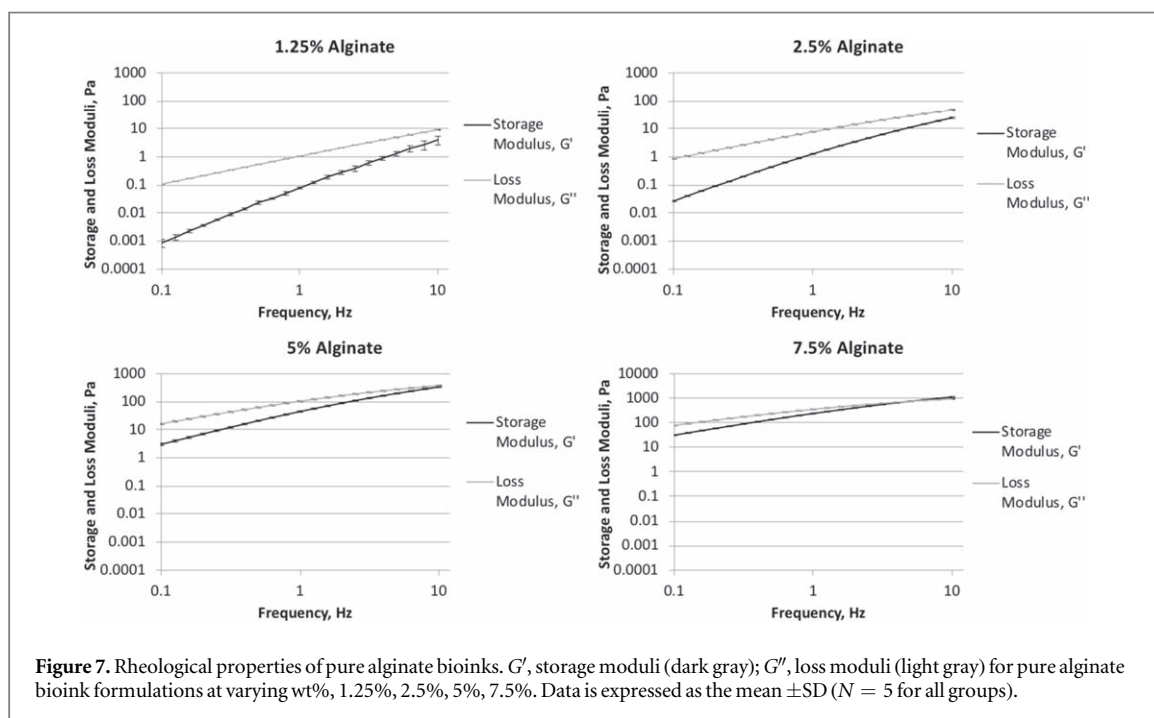 1.25% Alginate
Storage and Loss Moduli, Pa
1000
100
10
1
0.1
0.01
0.001
0.0001
0.1
1
10
Frequency, Hz
Storage
Modulus, G'
Loss
Modulus, G''
2.5% Alginate
Storage and Loss Moduli, Pa
1000
100
10
1
0.1
0.01
0.001
0.0001
0.1
1
10
Frequency, Hz
Storage
Modulus, G'
Loss
Modulus, G''
5% Alginate
Storage and Loss Moduli, Pa
1000
100
10
1
0.1
0.01
0.001
0.0001
0.1
1
10
Frequency, Hz
Storage
Modulus, G'
Loss
Modulus, G''
7.5% Alginate
Storage and Loss Moduli, Pa
10000
1000
100
10
1
0.1
0.01
0.001
0.0001
0.1
1
10
Frequency, Hz
Storage
Modulus, G'
Loss
Modulus, G''
Figure 7. Rheological properties of pure alginate bioinks. G′, storage moduli (dark gray); G″, loss moduli (light gray) for pure alginate
bioink formulations at varying wt%, 1.25%, 2.5%, 5%, 7.5%. Data is expressed as the mean ±SD (N = 5 for all groups).